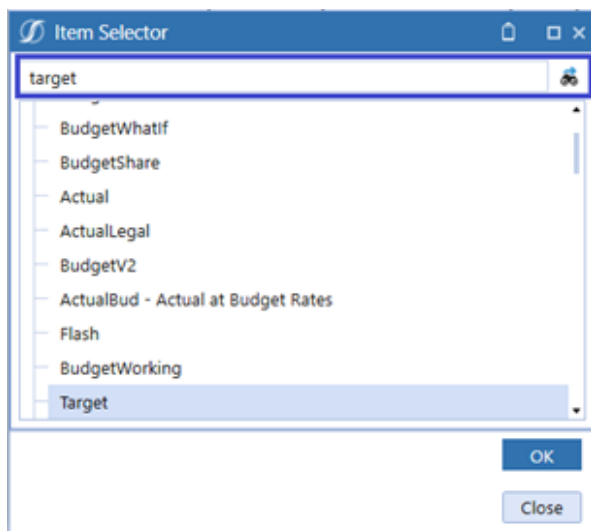 Item Selector
target
BudgetWhatIf
BudgetShare
Actual
ActualLegal
BudgetV2
ActualBud - Actual at Budget Rates
Flash
BudgetWorking
Target
OK
Close